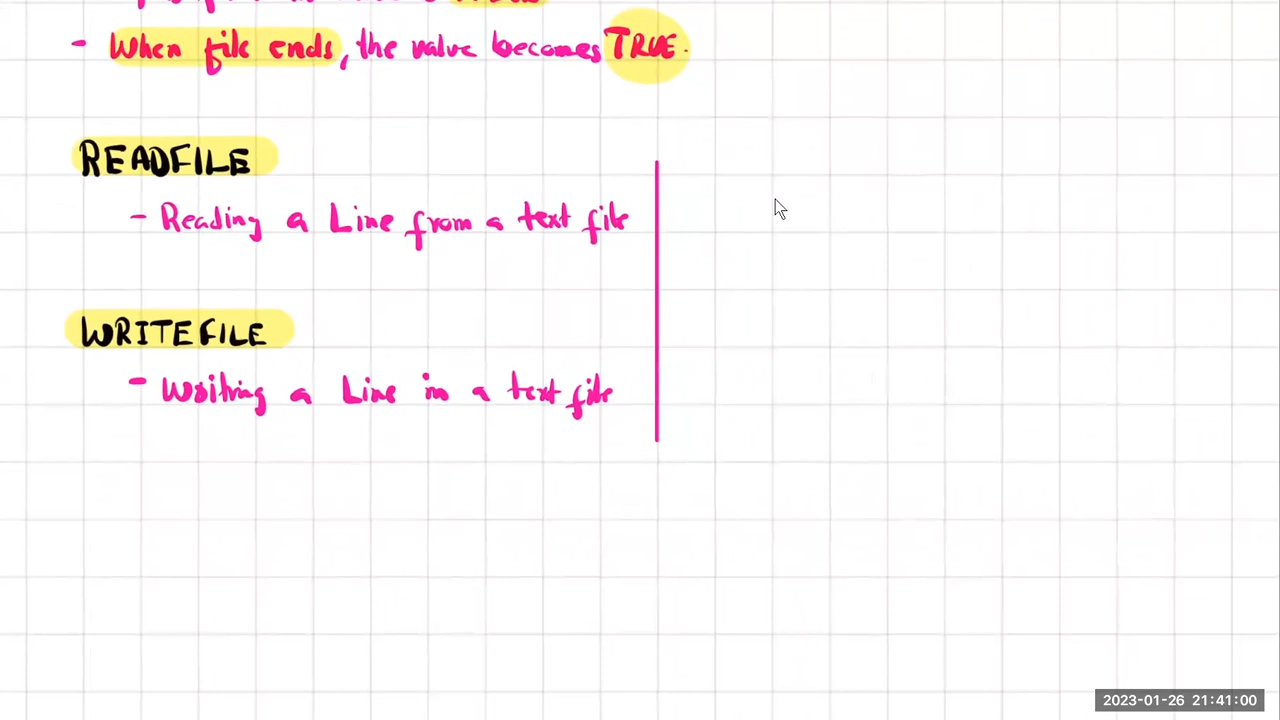 - When file ends, the value becomes TRUE.
READFILE
- Reading a Line from a text file
WRITEFILE
- Writing a Line in a text file
2023-01-26 21:41:00